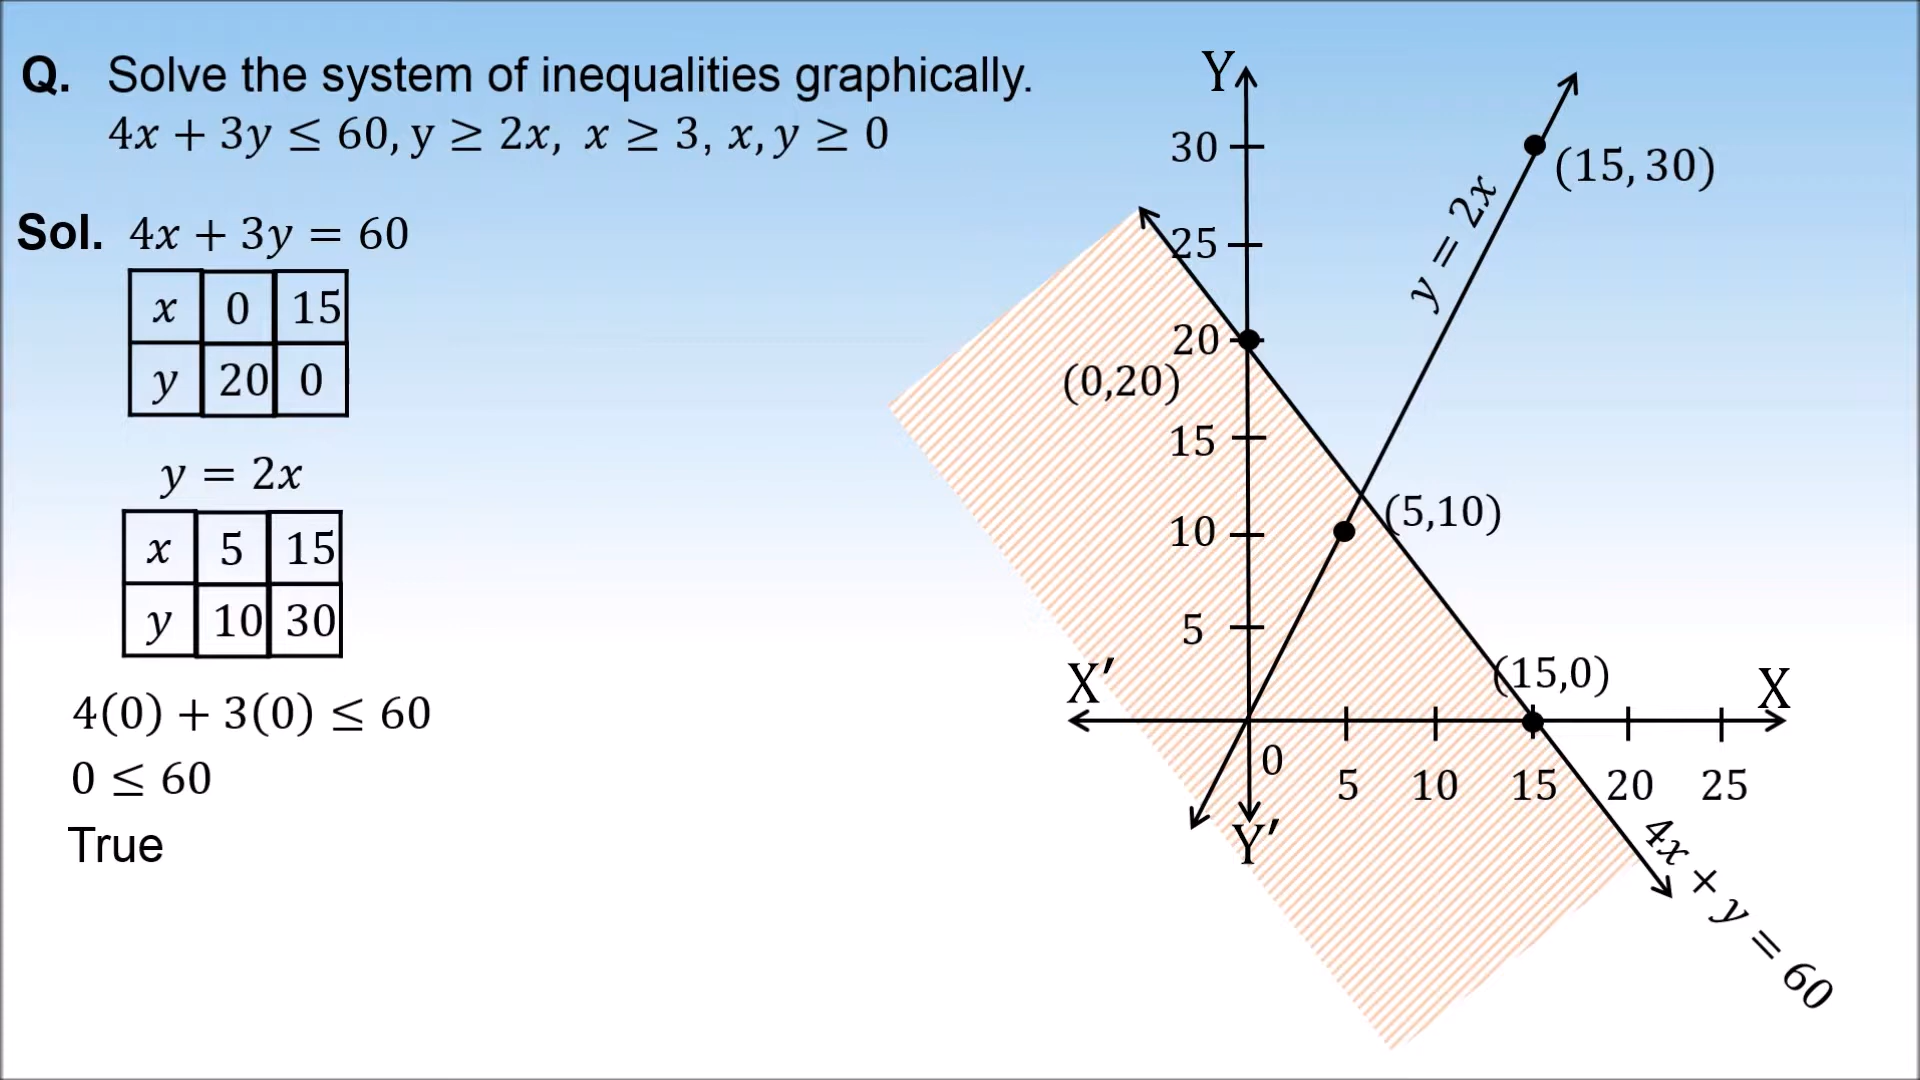 Q. Solve the system of inequalities graphically.
4x + 3y ≤ 60, y ≥ 2x, x ≥ 3, x, y ≥ 0
Sol. 4x + 3y = 60
x 0 15
y 20 0
y = 2x
x 5 15
y 10 30
4(0) + 3(0) ≤ 60
0 ≤ 60
True
Y
30
(15, 30)
y = 2x
25
20
(0,20)
15
(5,10)
10
5
(15,0)
X′
X
0
5 10 15 20 25
Y′
4x × y = 60